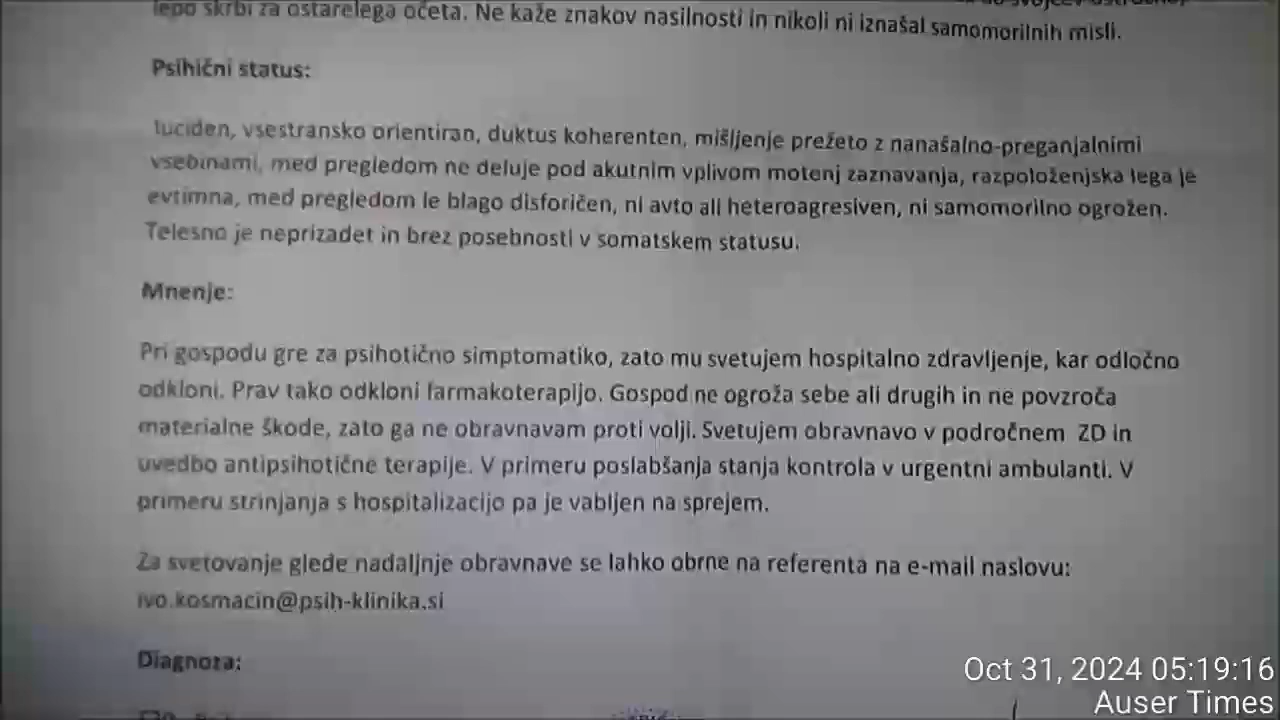 lepo skrbi za ostarelega očeta. Ne kaže znakov nasilnosti in nikoli ni iznašal samomorilnih misli.
Psihični status:
luciden, vsestransko orientiran, duktus koherenten, mišljenje prežeto z nanašalno-preganjalnimi
vsebinami, med pregledom ne deluje pod akutnim vplivom motenj zaznavanja, razpoloženjska lega je
evtimna, med pregledom le blago disforičen, ni avto ali heteroagresiven, ni samomorilno ogrožen.
Telesno je neprizadet in brez posebnosti v somatskem statusu.
Mnenje:
Pri gospodu gre za psihotično simptomatiko, zato mu svetujem hospitalno zdravljenje, kar odločno
odkloni. Prav tako odkloni farmakoterapijo. Gospod ne ogroža sebe ali drugih in ne povzroča
materialne škode, zato ga ne obravnavam proti volji. Svetujem obravnavo v področnem ZD in
uvedbo antipsihotične terapije. V primeru poslabšanja stanja kontrola v urgentni ambulanti. V
primeru strinjanja s hospitalizacijo pa je vabljen na sprejem.
Za svetovanje glede nadaljnje obravnave se lahko obrne na referenta na e-mail naslovu:
ivo.kosmacin@psih-klinika.si
Diagnoza:
Oct 31, 2024 05:19:16
Auser Times